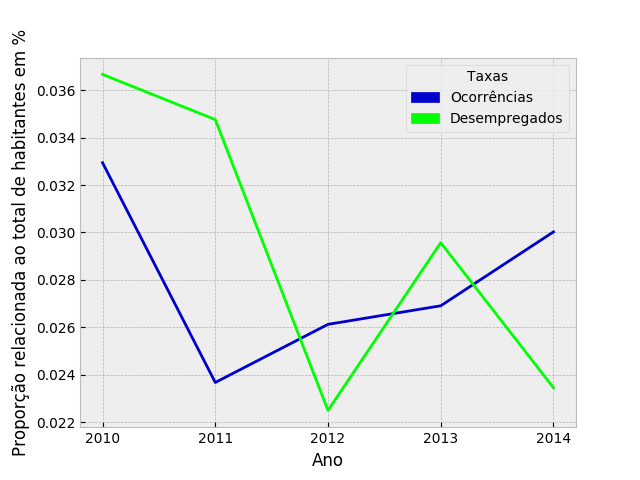 Proporção relacionada ao total de habitantes em %
0.036
0.034
0.032
0.030
0.028
0.026
0.024
0.022
Taxas
Ocorrências
Desempregados
2010
2011
2012
2013
2014
Ano